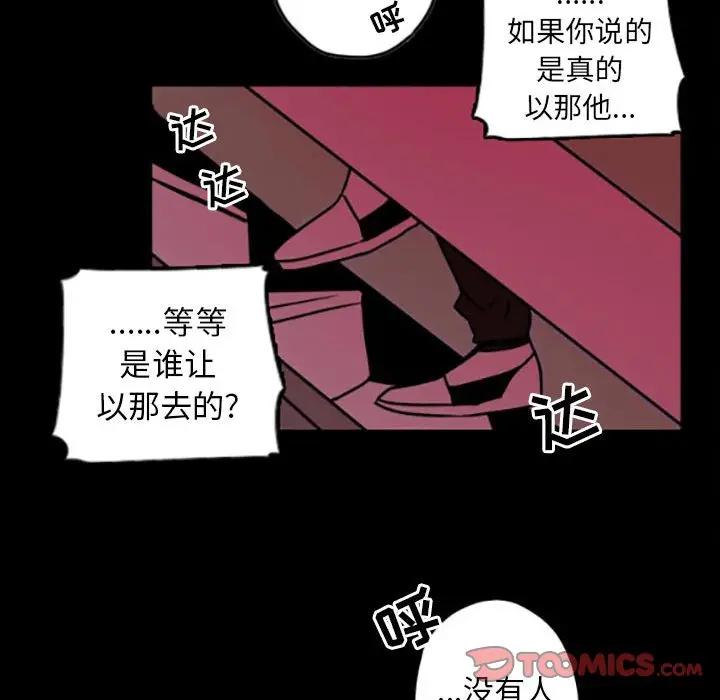 呼
……
如果你说的
是真的
以那他...
达
达
……等等
是谁让
以那去的?
达
呼
...没有人
TOOMICS.COM